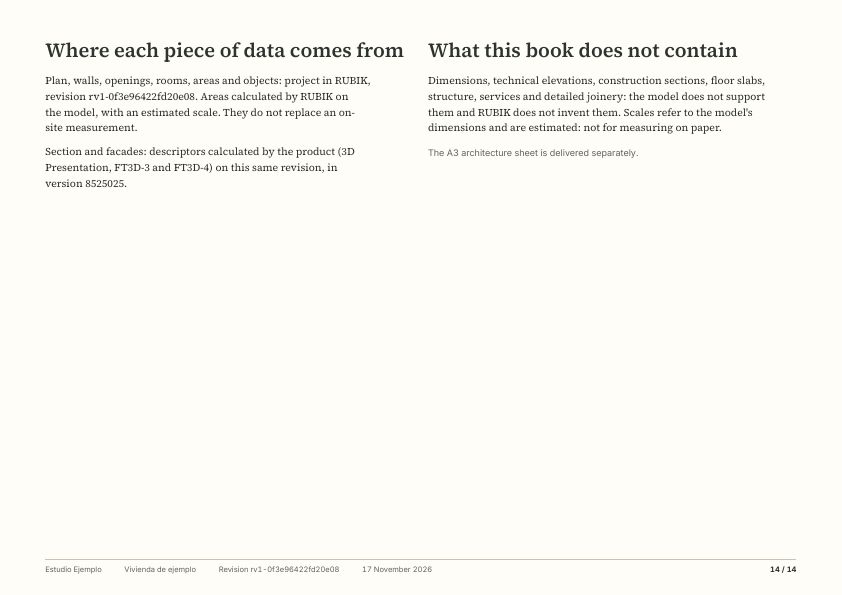 Where each piece of data comes from
Plan, walls, openings, rooms, areas and objects: project in RUBIK,
revision rv1-0f3e96422fd20e08. Areas calculated by RUBIK on
the model, with an estimated scale. They do not replace an on-
site measurement.
Section and facades: descriptors calculated by the product (3D
Presentation, FT3D-3 and FT3D-4) on this same revision, in
version 8525025.
What this book does not contain
Dimensions, technical elevations, construction sections, floor slabs,
structure, services and detailed joinery: the model does not support
them and RUBIK does not invent them. Scales refer to the model's
dimensions and are estimated: not for measuring on paper.
The A3 architecture sheet is delivered separately.
Estudio Ejemplo Vivienda de ejemplo Revision rv1-0f3e96422fd20e08 17 November 2026 14 / 14